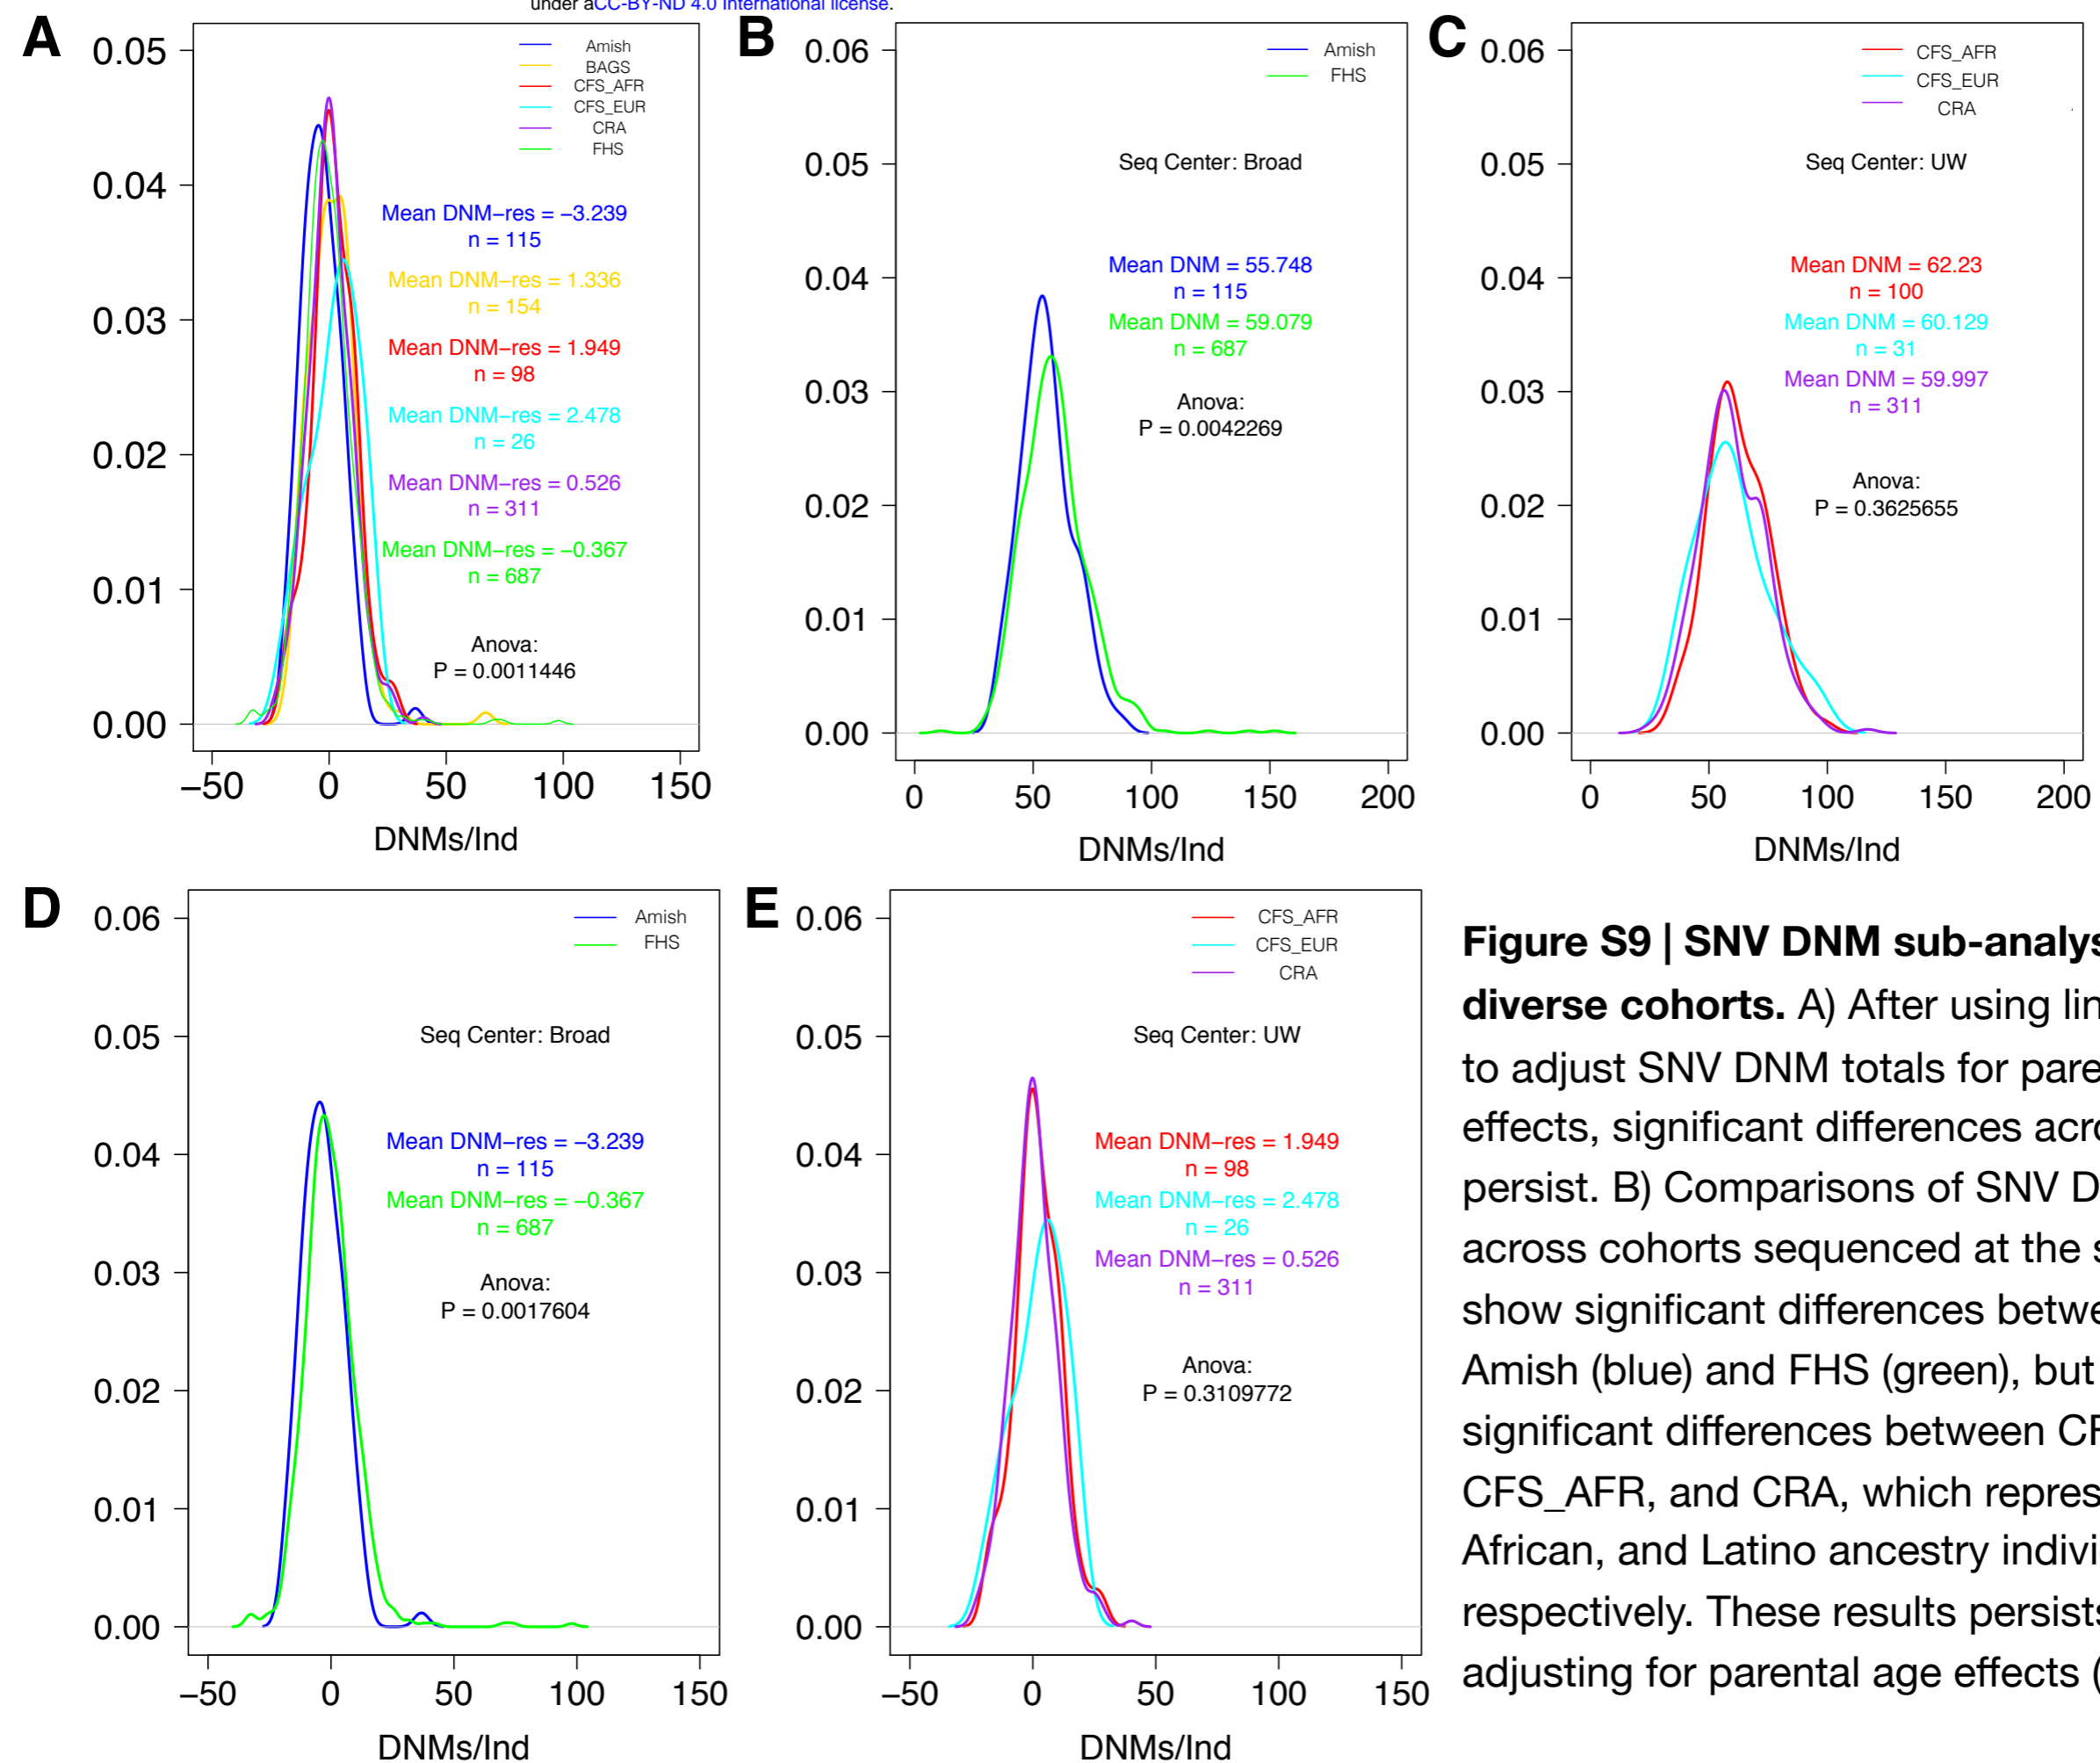 under aCC-BY-ND 4.0 International license.
A
0.05
0.04
0.03
0.02
0.01
0.00
Amish
BAGS
CFS_AFR
CFS_EUR
CRA
FHS
Mean DNM−res = −3.239
n = 115
Mean DNM−res = 1.336
n = 154
Mean DNM−res = 1.949
n = 98
Mean DNM−res = 2.478
n = 26
Mean DNM−res = 0.526
n = 311
Mean DNM−res = −0.367
n = 687
Anova:
P = 0.0011446
−50 0 50 100 150
DNMs/Ind
B
0.06
0.05
0.04
0.03
0.02
0.01
0.00
Amish
FHS
Seq Center: Broad
Mean DNM = 55.748
n = 115
Mean DNM = 59.079
n = 687
Anova:
P = 0.0042269
0 50 100 150 200
DNMs/Ind
C
0.06
0.05
0.04
0.03
0.02
0.01
0.00
CFS_AFR
CFS_EUR
CRA
Seq Center: UW
Mean DNM = 62.23
n = 100
Mean DNM = 60.129
n = 31
Mean DNM = 59.997
n = 311
Anova:
P = 0.3625655
0 50 100 150 200
DNMs/Ind
D
0.06
0.05
0.04
0.03
0.02
0.01
0.00
Amish
FHS
Seq Center: Broad
Mean DNM−res = −3.239
n = 115
Mean DNM−res = −0.367
n = 687
Anova:
P = 0.0017604
−50 0 50 100 150
DNMs/Ind
E
0.06
0.05
0.04
0.03
0.02
0.01
0.00
CFS_AFR
CFS_EUR
CRA
Seq Center: UW
Mean DNM−res = 1.949
n = 98
Mean DNM−res = 2.478
n = 26
Mean DNM−res = 0.526
n = 311
Anova:
P = 0.3109772
−50 0 50 100 150
DNMs/Ind
Figure S9 | SNV DNM sub-analys
diverse cohorts. A) After using lin
to adjust SNV DNM totals for pare
effects, significant differences acr
persist. B) Comparisons of SNV D
across cohorts sequenced at the s
show significant differences betwe
Amish (blue) and FHS (green), but
significant differences between CF
CFS_AFR, and CRA, which repres
African, and Latino ancestry indivi
respectively. These results persists
adjusting for parental age effects (